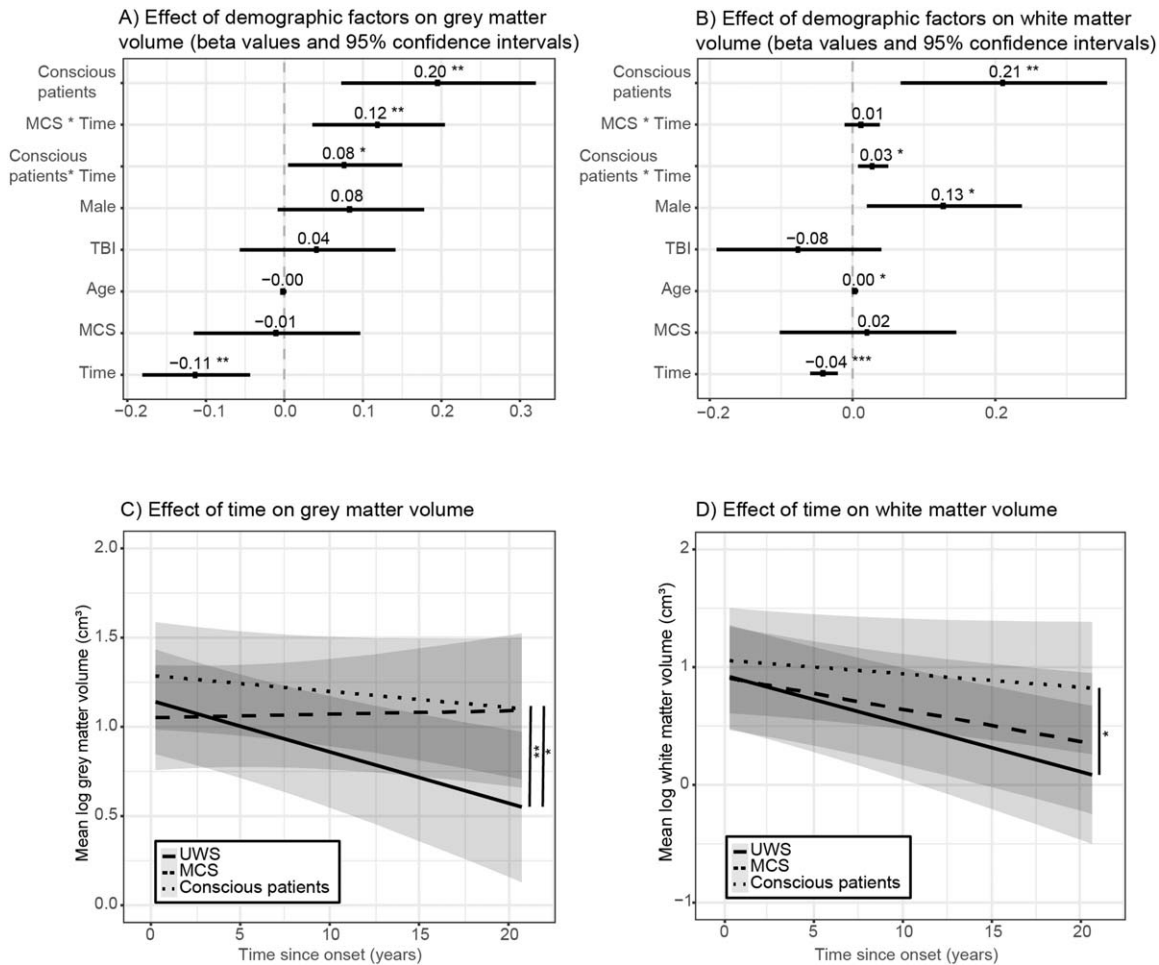 A) Effect of demographic factors on grey matter
volume (beta values and 95% confidence intervals)
Conscious
patients
0.20 **
MCS * Time
0.12 **
Conscious
patients* Time
0.08 *
Male
0.08
TBI
0.04
Age
−0.00
MCS
−0.01
Time
−0.11 **
−0.2 −0.1 0.0 0.1 0.2 0.3
B) Effect of demographic factors on white matter
volume (beta values and 95% confidence intervals)
Conscious
patients
0.21 **
MCS * Time
0.01
Conscious
patients * Time
0.03 *
Male
0.13 *
TBI
−0.08
Age
0.00 *
MCS
0.02
Time
−0.04 ***
−0.2 0.0 0.2
C) Effect of time on grey matter volume
Mean log grey matter volume (cm³)
2.0
1.5
1.0
0.5
0.0
**
*
UWS
MCS
Conscious patients
0 5 10 15 20
Time since onset (years)
D) Effect of time on white matter volume
Mean log white matter volume (cm³)
2
1
0
−1
*
UWS
MCS
Conscious patients
0 5 10 15 20
Time since onset (years)